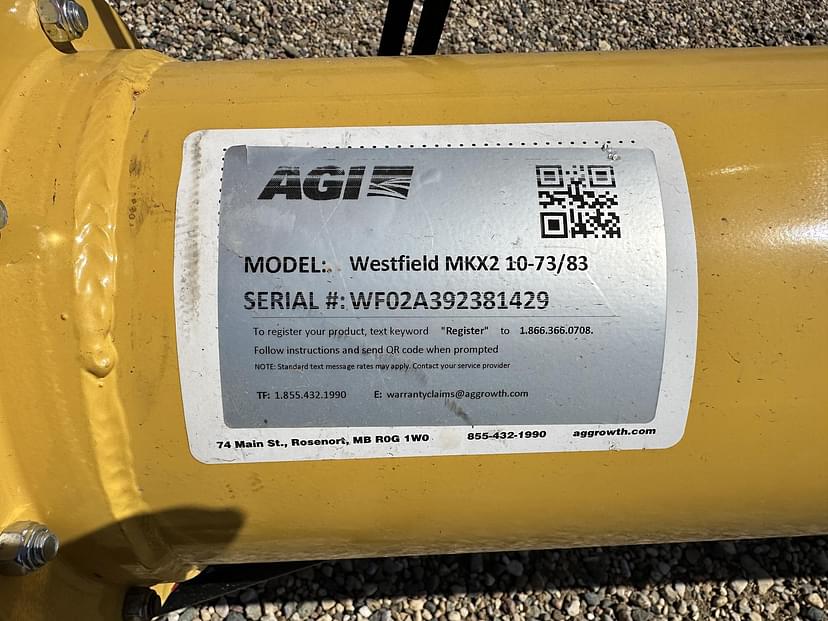 AGI
MODEL: Westfield MKX2 10-73/83
SERIAL #: WF02A392381429
To register your product, text keyword "Register" to 1.866.366.0708.
Follow instructions and send QR code when prompted
NOTE: Standard text message rates may apply. Contact your service provider
TF: 1.855.432.1990 E: warrantyclaims@aggrowth.com
74 Main St., Rosenort, MB R0G 1W0 855-432-1990 aggrowth.com